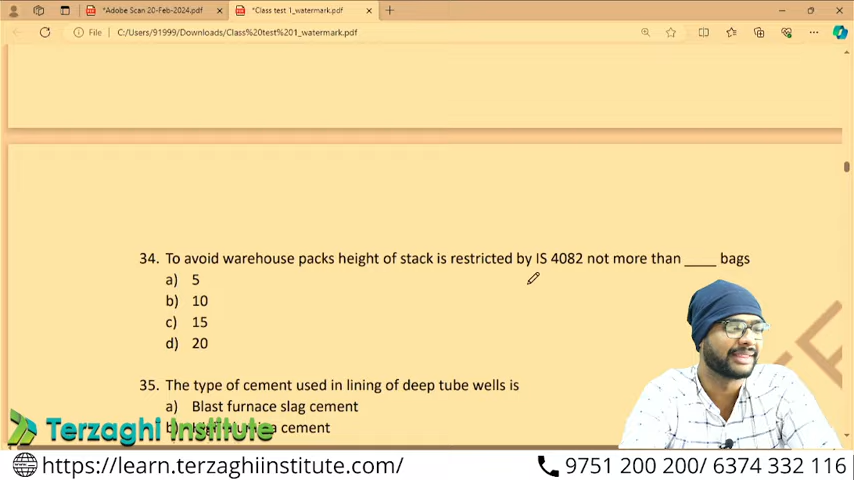 *Adobe Scan 20-Feb-2024.pdf
*Class test 1_watermark.pdf
File
C:/Users/91999/Downloads/Class%20test%201_watermark.pdf
34. To avoid warehouse packs height of stack is restricted by IS 4082 not more than ____ bags
a) 5
b) 10
c) 15
d) 20
35. The type of cement used in lining of deep tube wells is
a) Blast furnace slag cement
b) cement
Terzaghi Institute
https://learn.terzaghiinstitute.com/
9751 200 200/ 6374 332 116